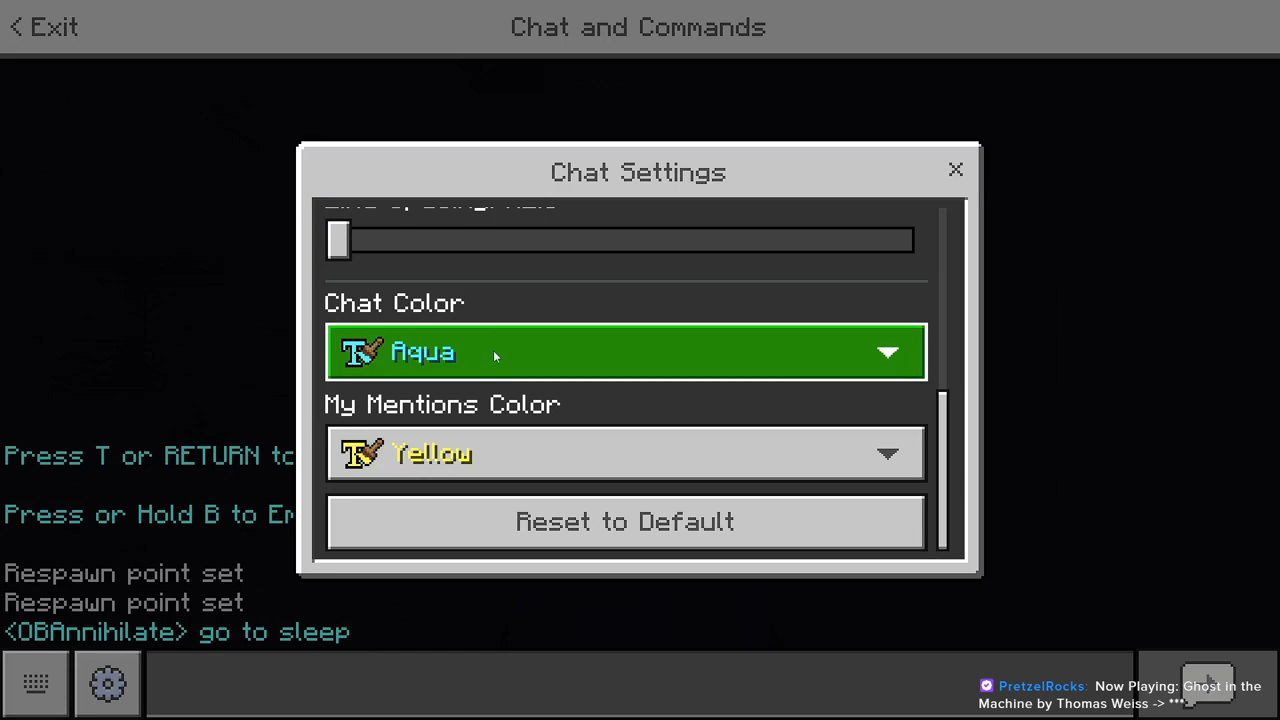 < Exit
Chat and Commands
Chat Settings
Chat Color
Aqua
My Mentions Color
Yellow
Reset to Default
Press T or RETURN to
Press or Hold B to
Respawn point set
Respawn point set
<OBAnnihilate> go to sleep
PretzelRocks: Now Playing: Ghost in the
Machine by Thomas Weiss -> ***